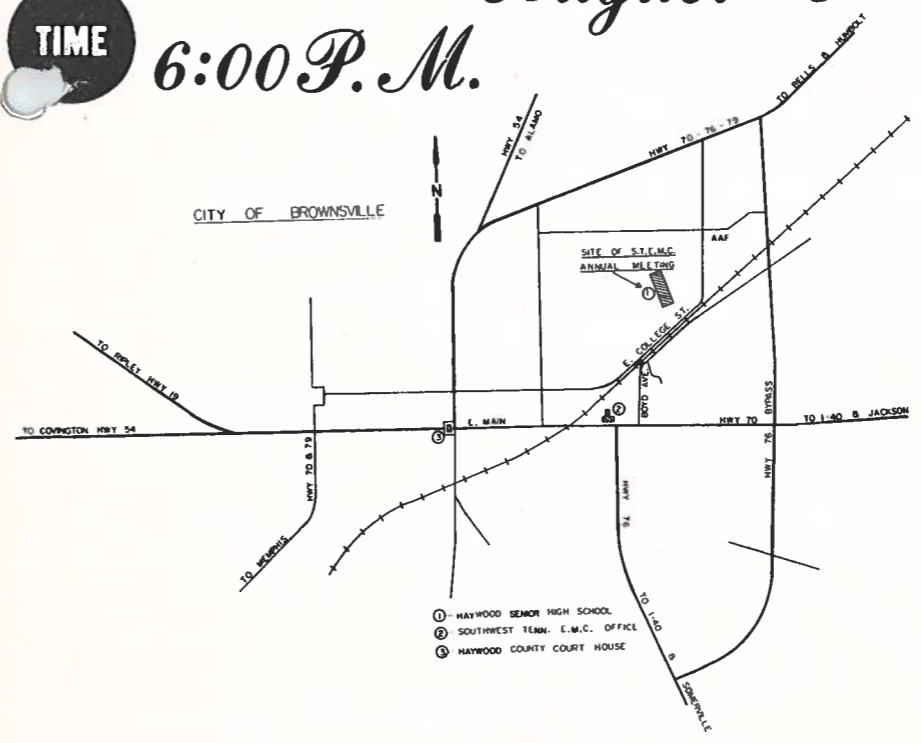 TIME
6:00 P.M.
HWY 54
TO ALAMO
HWY 70 - 76 - 79
TO BELLS & HUMBOLT
N
CITY OF BROWNSVILLE
AAF
SITE OF S.T.E.M.C.
ANNUAL MEETING
1
E. COLLEGE ST.
TO RIPLEY HWY 19
BOYD AVE.
2
TO COVINGTON HWY 54
3
E. MAIN
HWY 70
BYPASS
TO I-40 & JACKSON
HWY 70 & 79
HWY 76
HWY 76
TO MEMPHIS
TO I-40 &
SOMERVILLE
1 - HAYWOOD SENIOR HIGH SCHOOL
2 - SOUTHWEST TENN. E.M.C. OFFICE
3 - HAYWOOD COUNTY COURT HOUSE